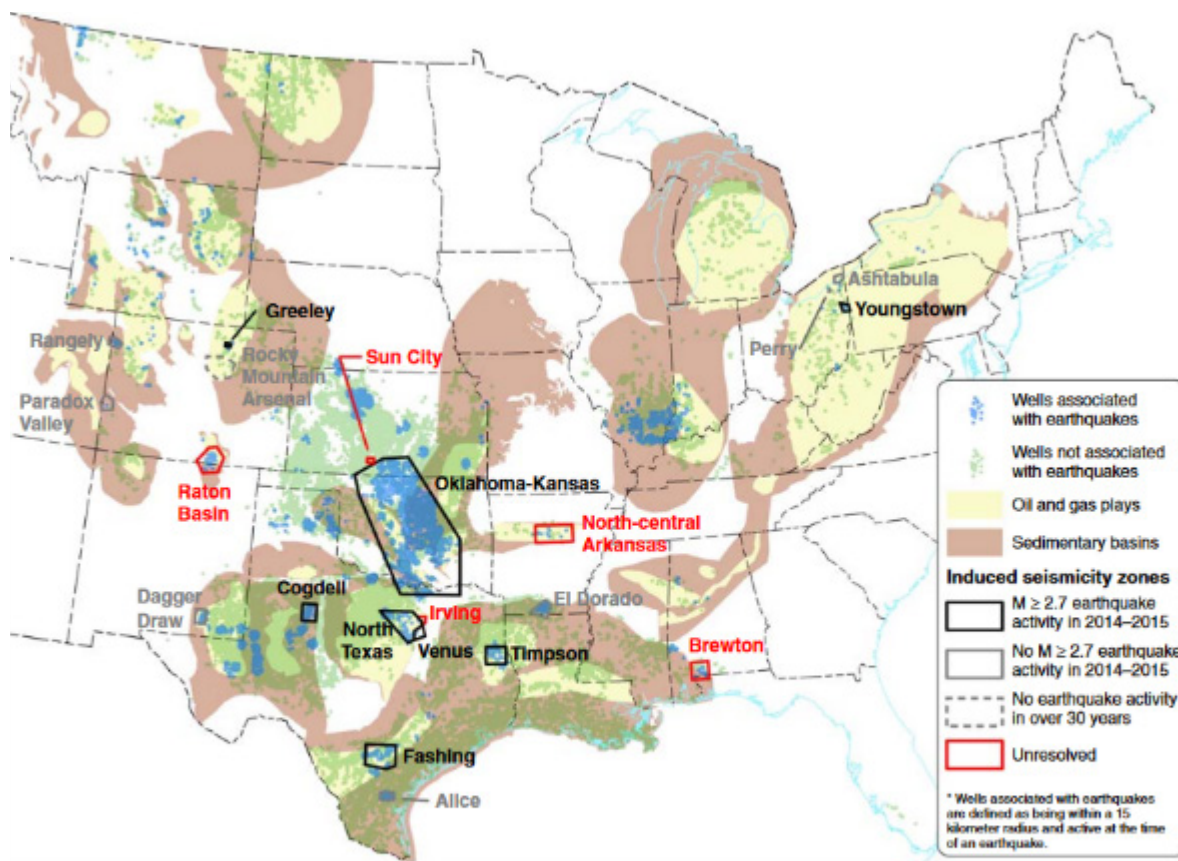 Ashtabula
Youngstown
Perry
Greeley
Rangely
Rocky
Mountain
Arsenal
Sun City
Paradox
Valley
Raton
Basin
Oklahoma-Kansas
North-central
Arkansas
Cogdell
Dagger
Draw
El Dorado
Irving
North
Texas
Venus
Timpson
Brewton
Fashing
Alice
Wells associated
with earthquakes
Wells not associated
with earthquakes
Oil and gas plays
Sedimentary basins
Induced seismicity zones
M ≥ 2.7 earthquake
activity in 2014–2015
No M ≥ 2.7 earthquake
activity in 2014–2015
No earthquake activity
in over 30 years
Unresolved
* Wells associated with earthquakes
are defined as being within a 15
kilometer radius and active at the time
of an earthquake.